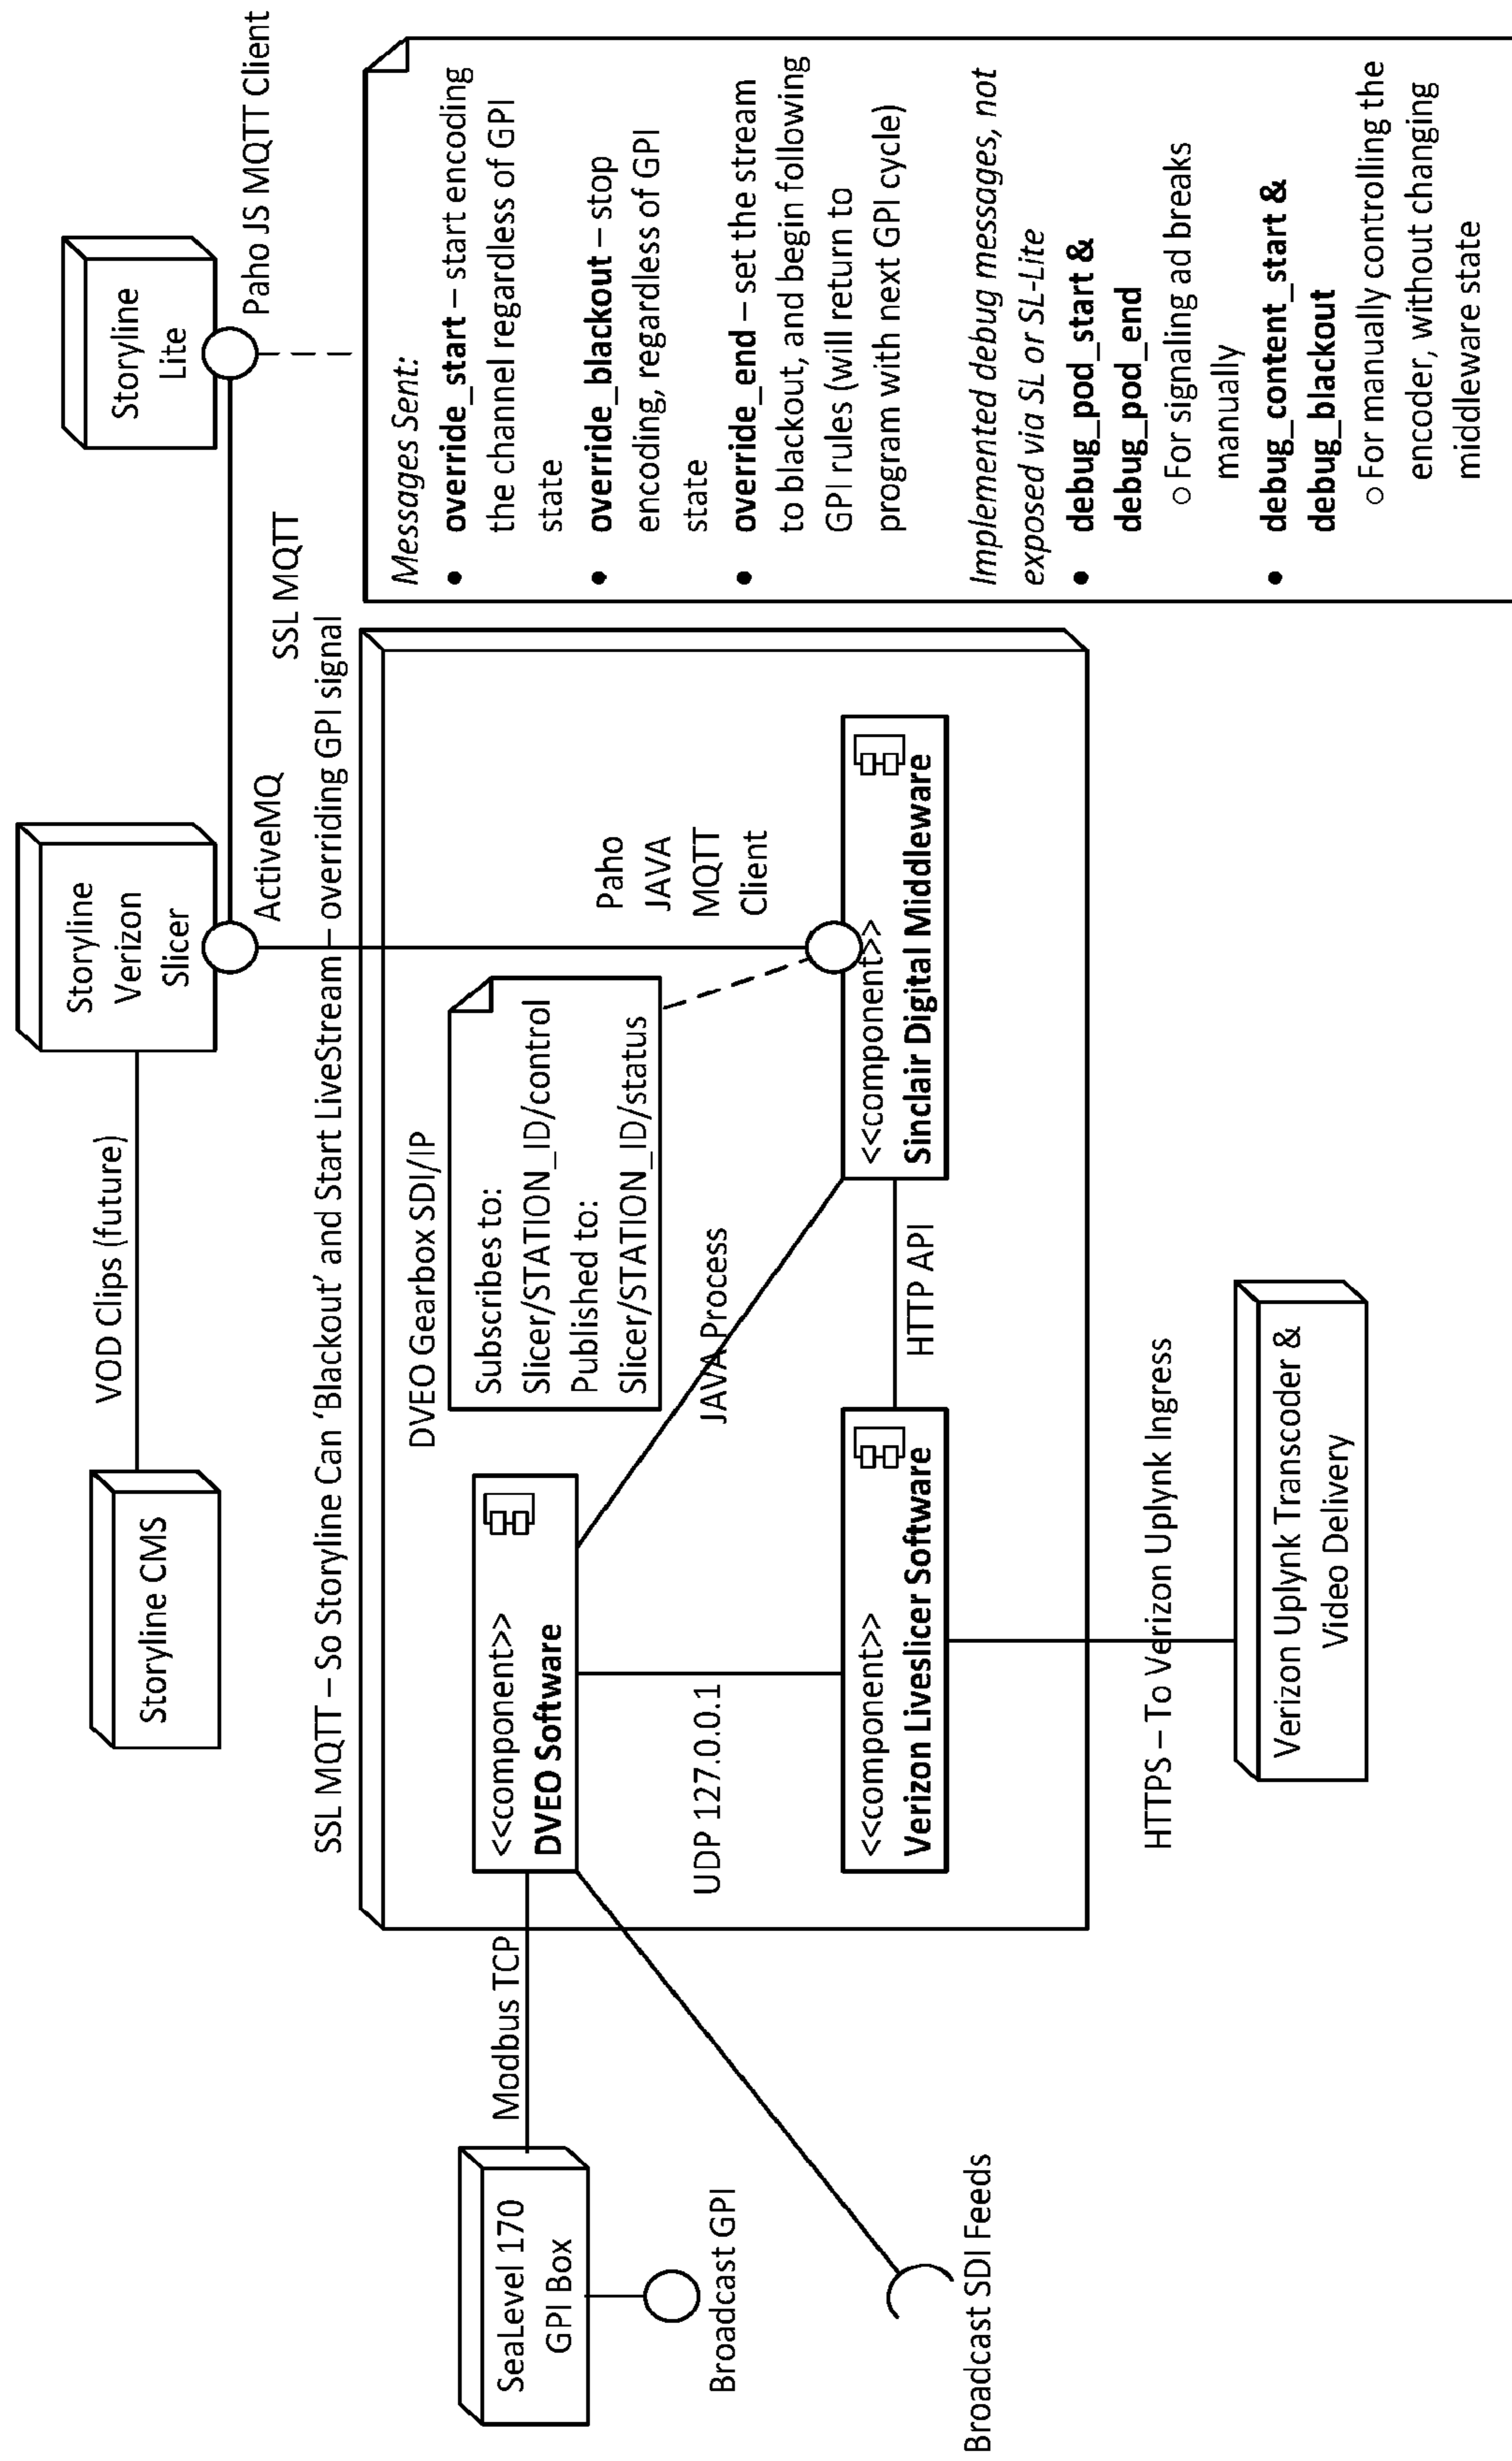 Storyline CMS
VOD Clips (future)
Storyline
Verizon
Slicer
ActiveMQ
SSL MQTT
Storyline
Lite
Paho JS MQTT Client
SSL MQTT – So Storyline Can ‘Blackout’ and Start LiveStream – overriding GPI signal
DVEO Gearbox SDI/IP
SeaLevel 170
GPI Box
Broadcast GPI
Modbus TCP
Broadcast SDI Feeds
<<component>>
DVEO Software
Subscribes to:
Slicer/STATION_ID/control
Published to:
Slicer/STATION_ID/status
Paho
JAVA
MQTT
Client
JAVA Process
UDP 127.0.0.1
<<component>>
Verizon Liveslicer Software
HTTP API
<<component>>
Sinclair Digital Middleware
HTTPS – To Verizon Uplynk Ingress
Verizon Uplynk Transcoder &
Video Delivery
Messages Sent:
• override_start – start encoding
the channel regardless of GPI
state
• override_blackout – stop
encoding, regardless of GPI
state
• override_end – set the stream
to blackout, and begin following
GPI rules (will return to
program with next GPI cycle)
Implemented debug messages, not
exposed via SL or SL-Lite
• debug_pod_start &
debug_pod_end
○ For signaling ad breaks
manually
• debug_content_start &
debug_blackout
○ For manually controlling the
encoder, without changing
middleware state